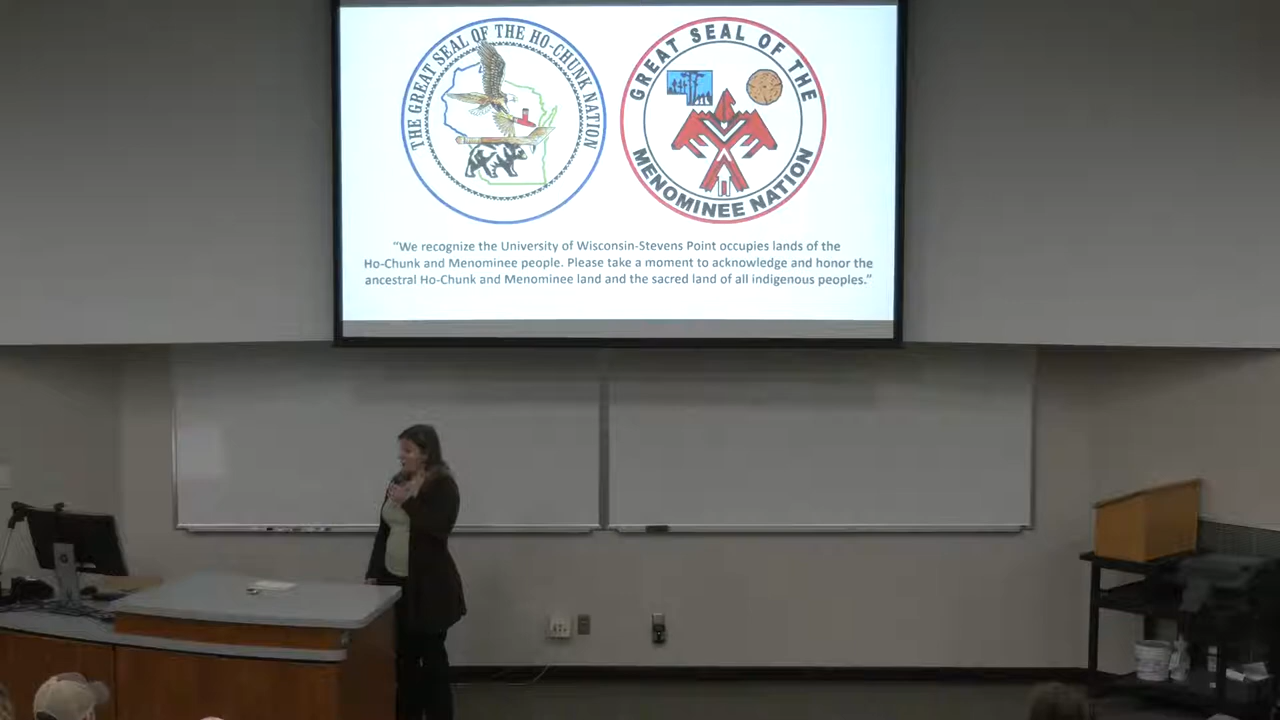 THE GREAT SEAL OF THE HO-CHUNK NATION
GREAT SEAL OF THE
MENOMINEE NATION
“We recognize the University of Wisconsin-Stevens Point occupies lands of the
Ho-Chunk and Menominee people. Please take a moment to acknowledge and honor the
ancestral Ho-Chunk and Menominee land and the sacred land of all indigenous peoples.”